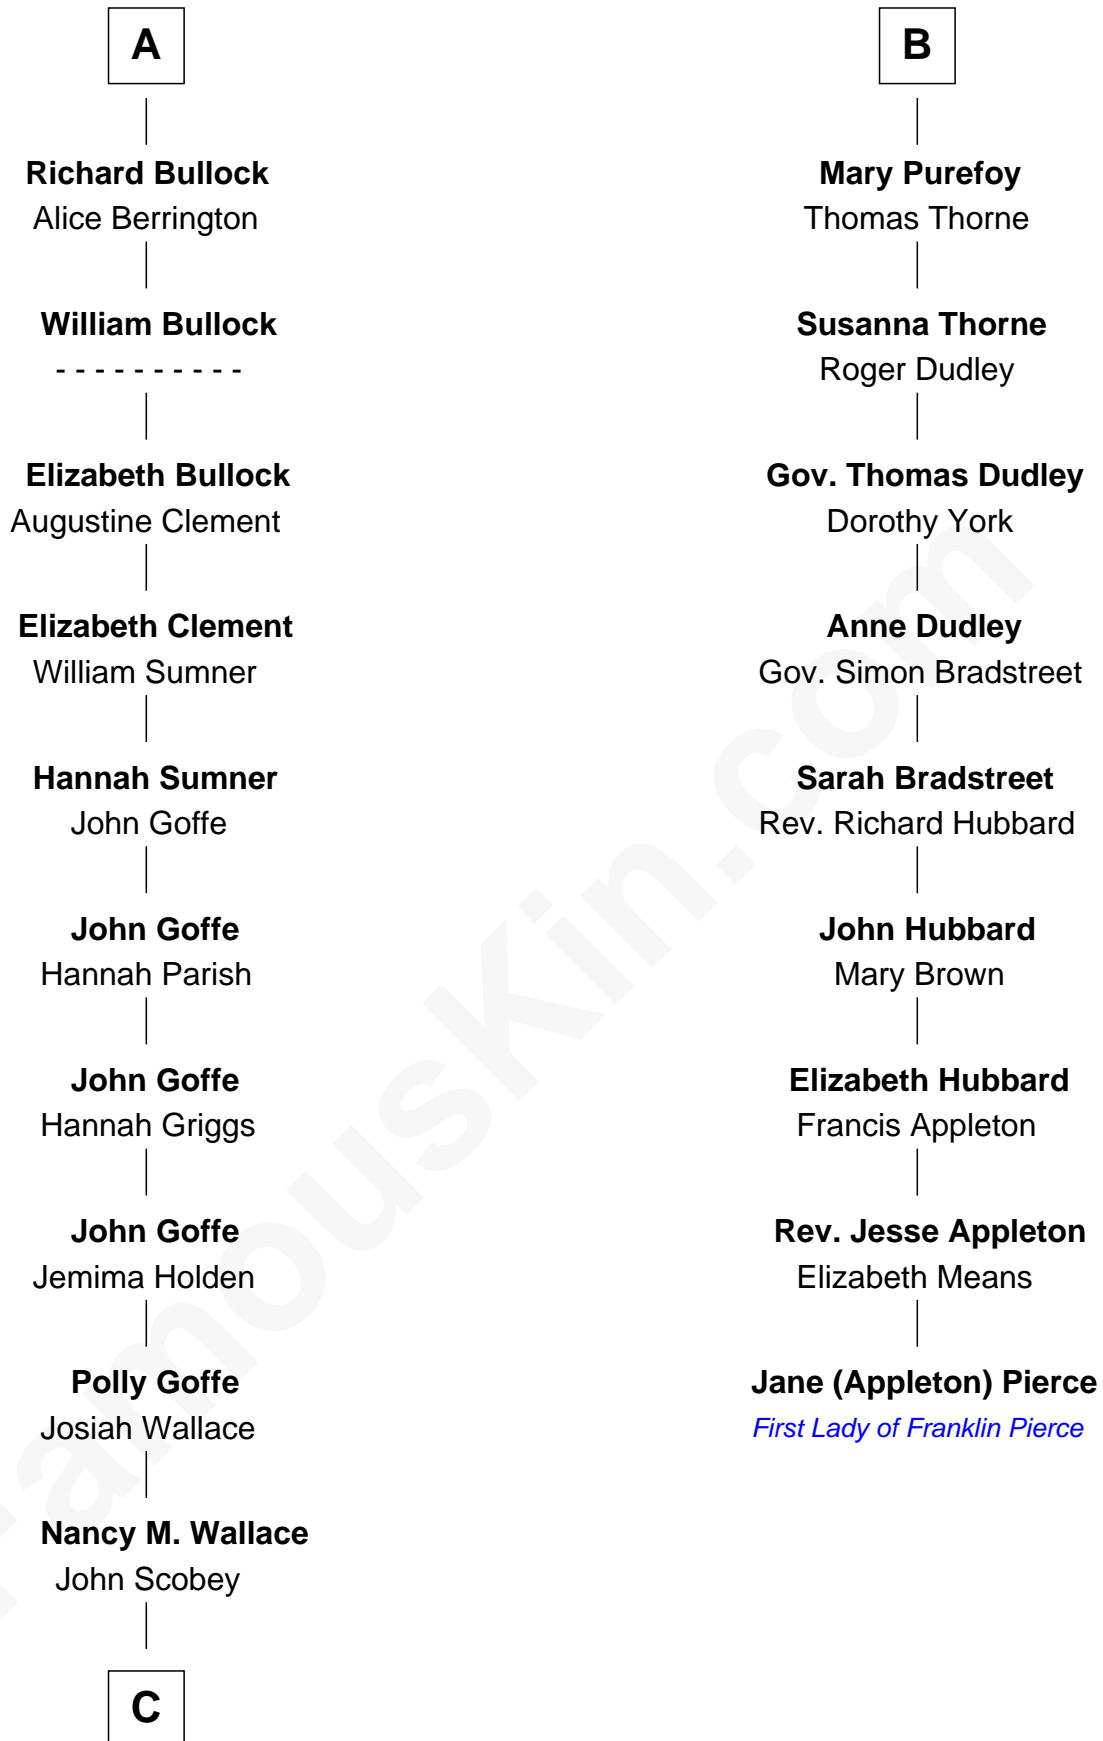 A
Richard Bullock
Alice Berrington
William Bullock
- - - - - - - - - -
Elizabeth Bullock
Augustine Clement
Elizabeth Clement
William Sumner
Hannah Sumner
John Goffe
John Goffe
Hannah Parish
John Goffe
Hannah Griggs
John Goffe
Jemima Holden
Polly Goffe
Josiah Wallace
Nancy M. Wallace
John Scobey
C
B
Mary Purefoy
Thomas Thorne
Susanna Thorne
Roger Dudley
Gov. Thomas Dudley
Dorothy York
Anne Dudley
Gov. Simon Bradstreet
Sarah Bradstreet
Rev. Richard Hubbard
John Hubbard
Mary Brown
Elizabeth Hubbard
Francis Appleton
Rev. Jesse Appleton
Elizabeth Means
Jane (Appleton) Pierce
First Lady of Franklin Pierce
FamousKin.com